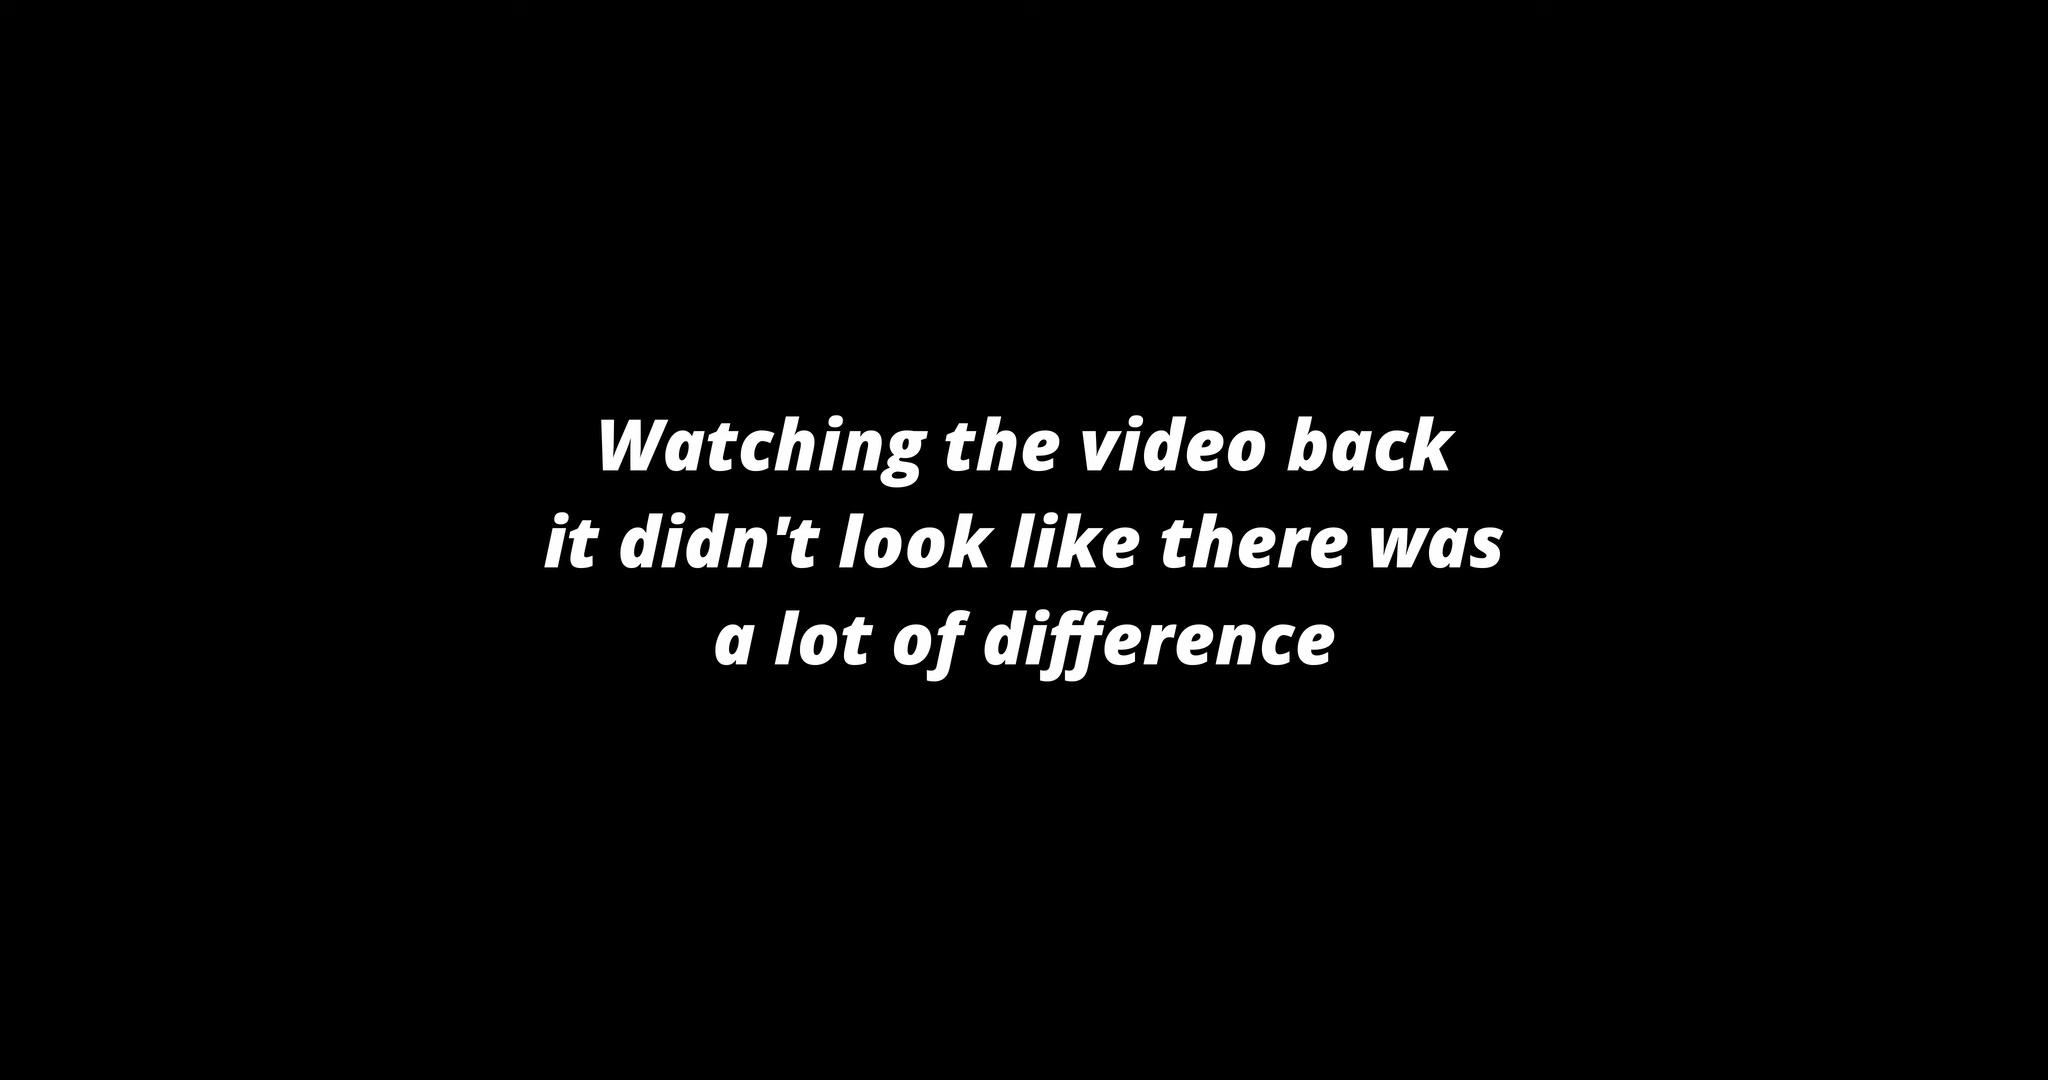 Watching the video back
it didn't look like there was
a lot of difference